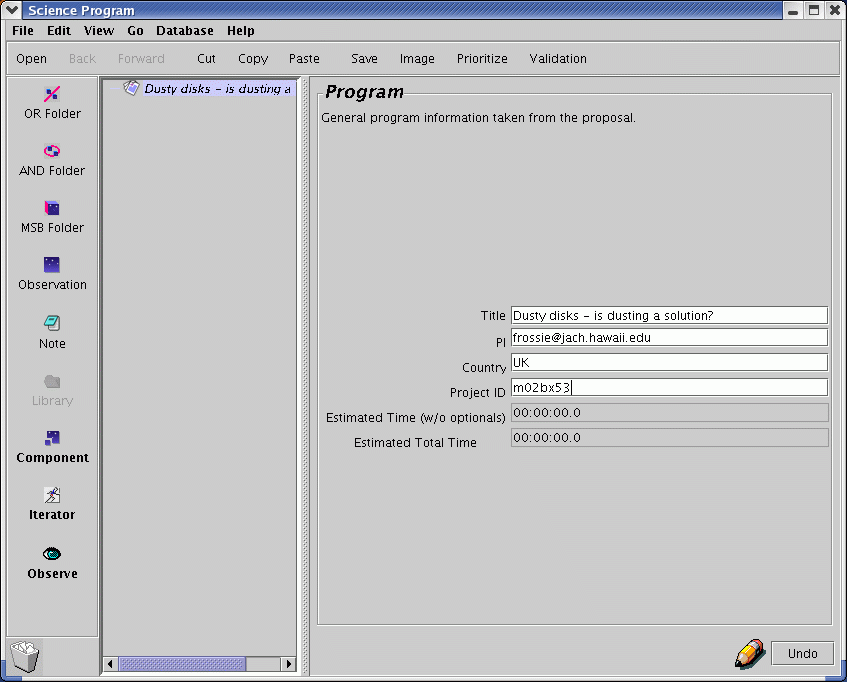 Science Program
File Edit View Go Database Help
Open Back Forward Cut Copy Paste Save Image Prioritize Validation
OR Folder
AND Folder
MSB Folder
Observation
Note
Library
Component
Iterator
Observe
Dusty disks - is dusting a
Program
General program information taken from the proposal.
Title Dusty disks - is dusting a solution?
PI frossie@jach.hawaii.edu
Country UK
Project ID m02bx53
Estimated Time (w/o optionals) 00:00:00.0
Estimated Total Time 00:00:00.0
Undo